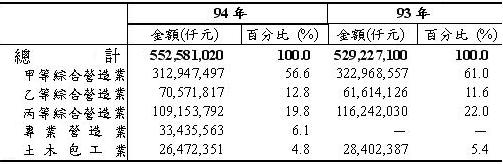 94 年 93 年
金額(仟元) 百分比 (%) 金額(仟元) 百分比 (%)
總 計 552,581,020 100.0 529,227,100 100.0
甲等綜合營造業 312,947,497 56.6 322,968,557 61.0
乙等綜合營造業 70,571,817 12.8 61,614,126 11.6
丙等綜合營造業 109,153,792 19.8 116,242,030 22.0
專業營造業 33,435,563 6.1 — —
土木包工業 26,472,351 4.8 28,402,387 5.4